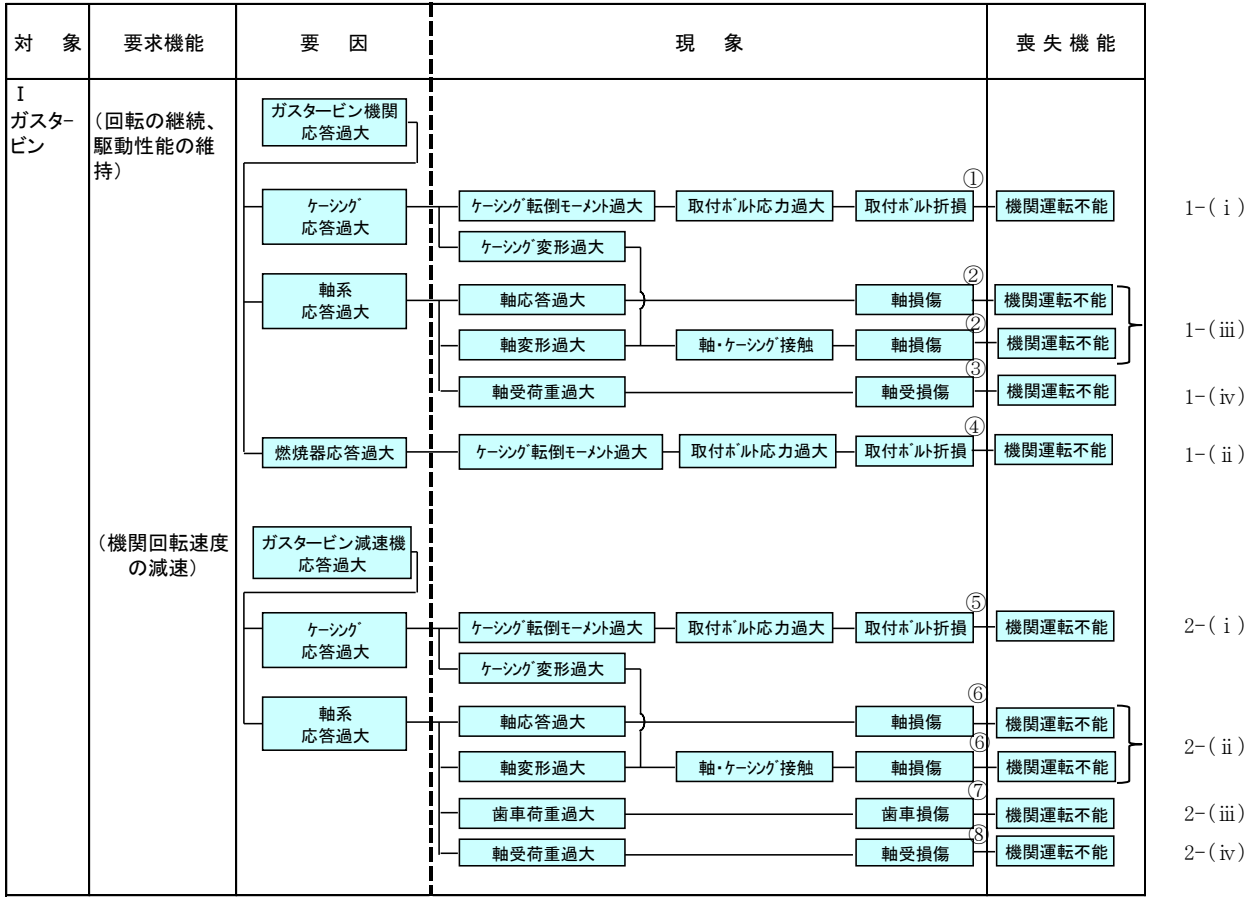 対　象 要求機能 要　因 現　象 喪失機能
Ⅰ
ガスター
ビン
（回転の継続、
駆動性能の維
持）
ガスタービン機関
応答過大
①
ｹｰｼﾝｸﾞ
応答過大
ｹｰｼﾝｸﾞ転倒ﾓｰﾒﾝﾄ過大 取付ﾎﾞﾙﾄ応力過大 取付ﾎﾞﾙﾄ折損 機関運転不能 1-(ⅰ)
ｹｰｼﾝｸﾞ変形過大
②
軸系
応答過大
軸応答過大 軸損傷 機関運転不能
②
軸変形過大 軸・ｹｰｼﾝｸﾞ接触 軸損傷 機関運転不能
1-(ⅲ)
③
軸受荷重過大 軸受損傷 機関運転不能 1-(ⅳ)
④
燃焼器応答過大 ｹｰｼﾝｸﾞ転倒ﾓｰﾒﾝﾄ過大 取付ﾎﾞﾙﾄ応力過大 取付ﾎﾞﾙﾄ折損 機関運転不能 1-(ⅱ)
（機関回転速度
の減速）
ガスタービン減速機
応答過大
⑤
ｹｰｼﾝｸﾞ
応答過大
ｹｰｼﾝｸﾞ転倒ﾓｰﾒﾝﾄ過大 取付ﾎﾞﾙﾄ応力過大 取付ﾎﾞﾙﾄ折損 機関運転不能 2-(ⅰ)
ｹｰｼﾝｸﾞ変形過大
⑥
軸系
応答過大
軸応答過大 軸損傷 機関運転不能
⑥
軸変形過大 軸・ｹｰｼﾝｸﾞ接触 軸損傷 機関運転不能
2-(ⅱ)
⑦
歯車荷重過大 歯車損傷 機関運転不能 2-(ⅲ)
⑧
軸受荷重過大 軸受損傷 機関運転不能 2-(ⅳ)